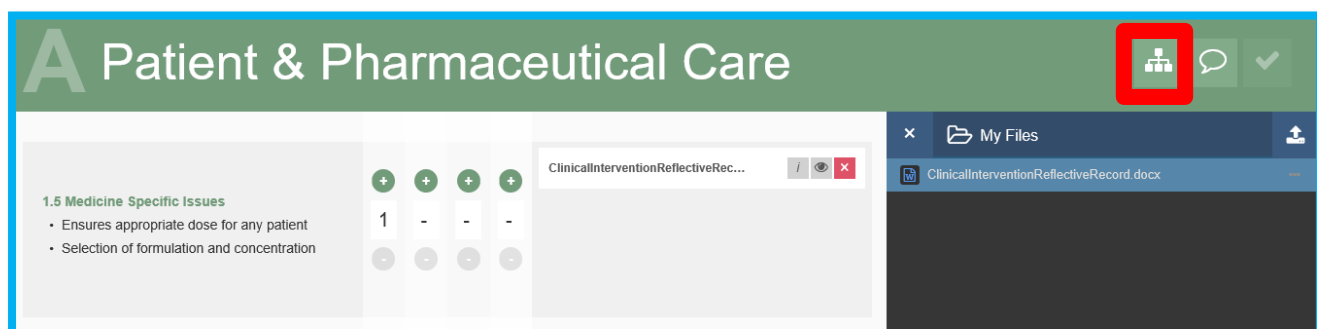 A Patient & Pharmaceutical Care
× My Files
ClinicalInterventionReflectiveRec... i ×
W ClinicalInterventionReflectiveRecord.docx ...
+ + + +
1.5 Medicine Specific Issues
• Ensures appropriate dose for any patient
1 - - -
• Selection of formulation and concentration
- - - -